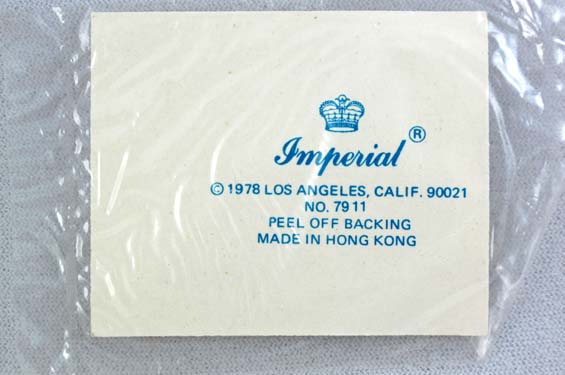 Imperial ®
© 1978 LOS ANGELES, CALIF. 90021
NO. 7911
PEEL OFF BACKING
MADE IN HONG KONG